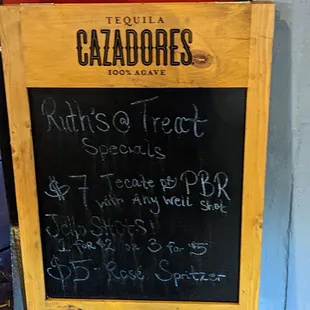 TEQUILA
CAZADORES
100% AGAVE
Ruth's @ Treat
Specials
$7 Tecate PBR
with Any Well Shot
Jello Shots!
1 for $2 or 3 for $5
$5 - Rosé Spritzer